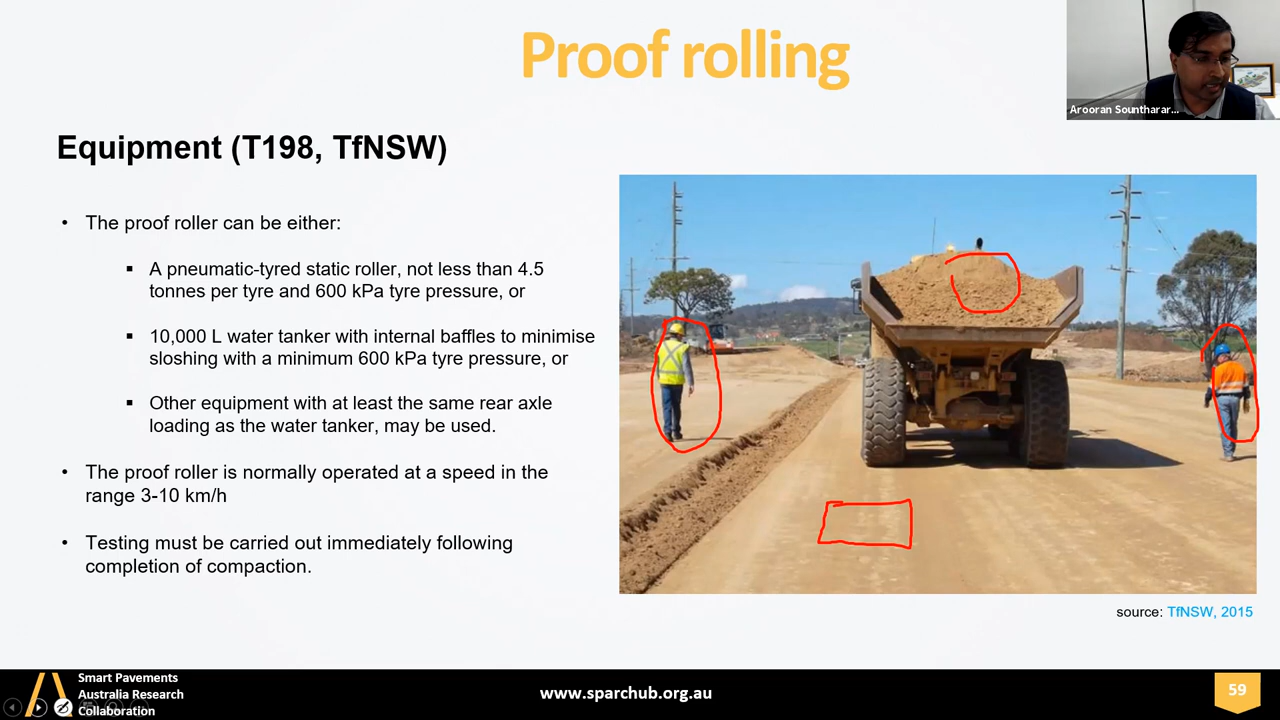 Proof rolling
Arooran Sounтharar...
Equipment (T198, TfNSW)
• The proof roller can be either:
▪ A pneumatic-tyred static roller, not less than 4.5
tonnes per tyre and 600 kPa tyre pressure, or
▪ 10,000 L water tanker with internal baffles to minimise
sloshing with a minimum 600 kPa tyre pressure, or
▪ Other equipment with at least the same rear axle
loading as the water tanker, may be used.
• The proof roller is normally operated at a speed in the
range 3-10 km/h
• Testing must be carried out immediately following
completion of compaction.
source: TfNSW, 2015
Smart Pavements
Australia Research
Collaboration
www.sparchub.org.au
59